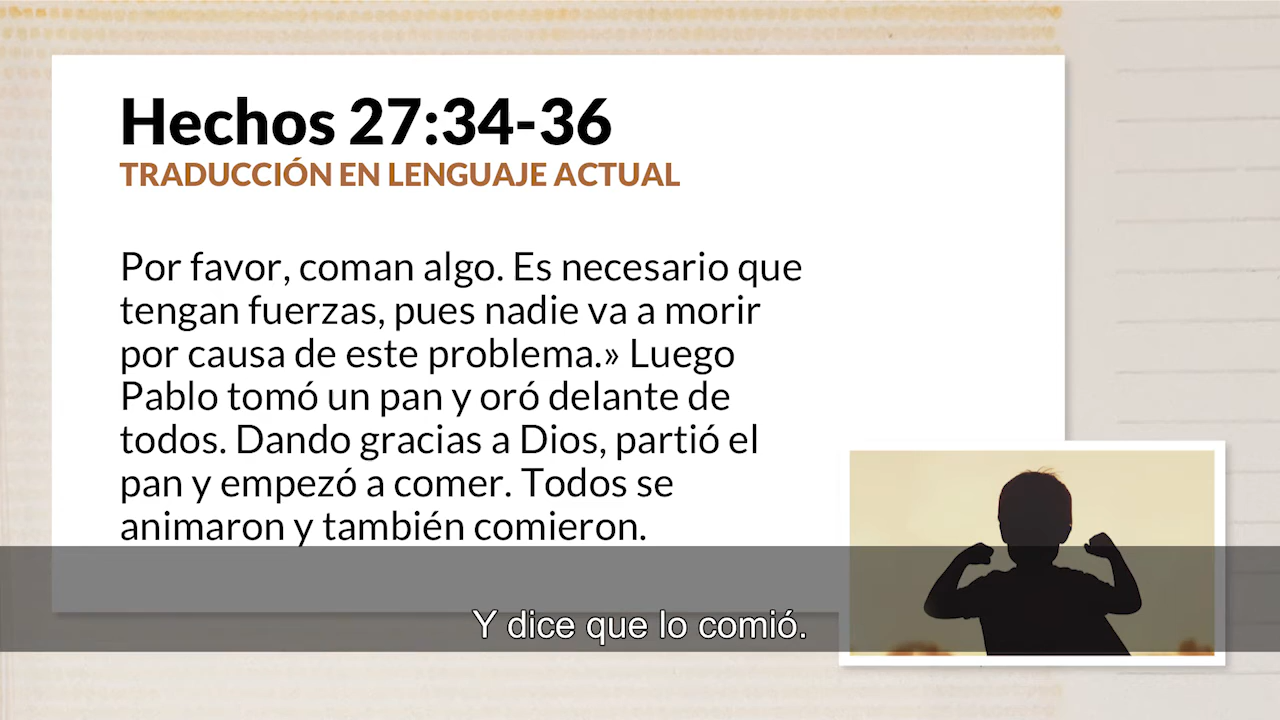 Hechos 27:34-36
TRADUCCIÓN EN LENGUAJE ACTUAL
Por favor, coman algo. Es necesario que
tengan fuerzas, pues nadie va a morir
por causa de este problema.» Luego
Pablo tomó un pan y oró delante de
todos. Dando gracias a Dios, partió el
pan y empezó a comer. Todos se
animaron y también comieron.
Y dice que lo comió.